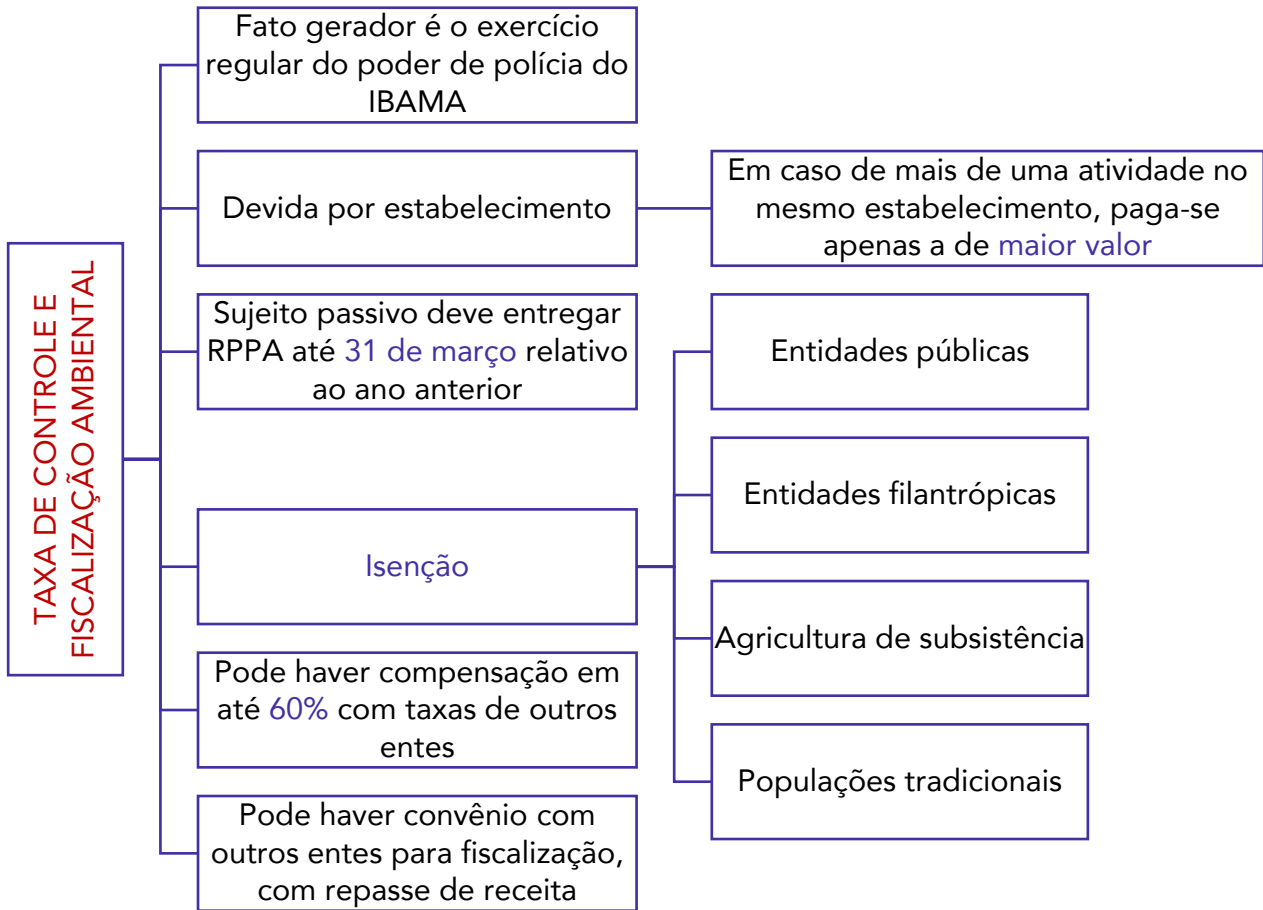 TAXA DE CONTROLE E
FISCALIZAÇÃO AMBIENTAL
Fato gerador é o exercício
regular do poder de polícia do
IBAMA
Devida por estabelecimento
Em caso de mais de uma atividade no
mesmo estabelecimento, paga-se
apenas a de maior valor
Sujeito passivo deve entregar
RPPA até 31 de março relativo
ao ano anterior
Isenção
Entidades públicas
Entidades filantrópicas
Agricultura de subsistência
Populações tradicionais
Pode haver compensação em
até 60% com taxas de outros
entes
Pode haver convênio com
outros entes para fiscalização,
com repasse de receita